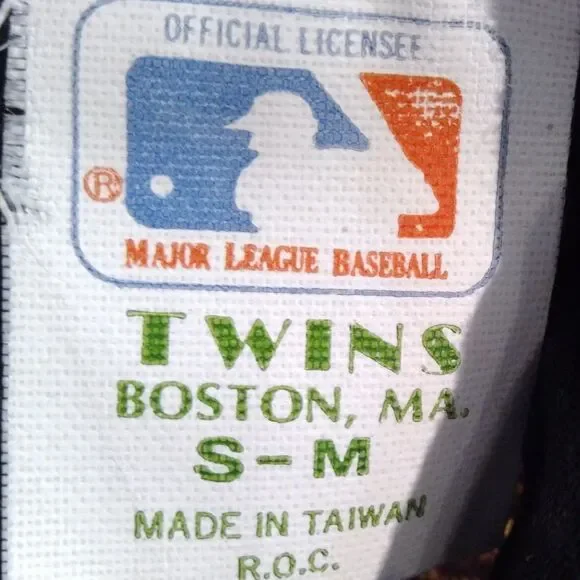 OFFICIAL LICENSEE
®
MAJOR LEAGUE BASEBALL
TWINS
BOSTON, MA.
S-M
MADE IN TAIWAN
R.O.C.